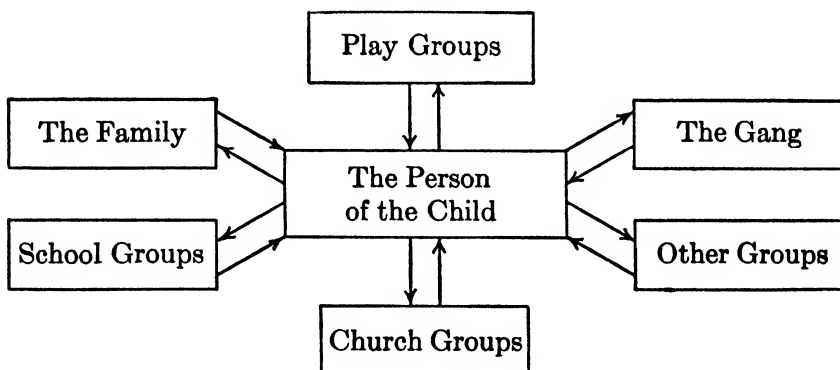 Play Groups
The Family
The Gang
The Person
of the Child
School Groups
Other Groups
Church Groups